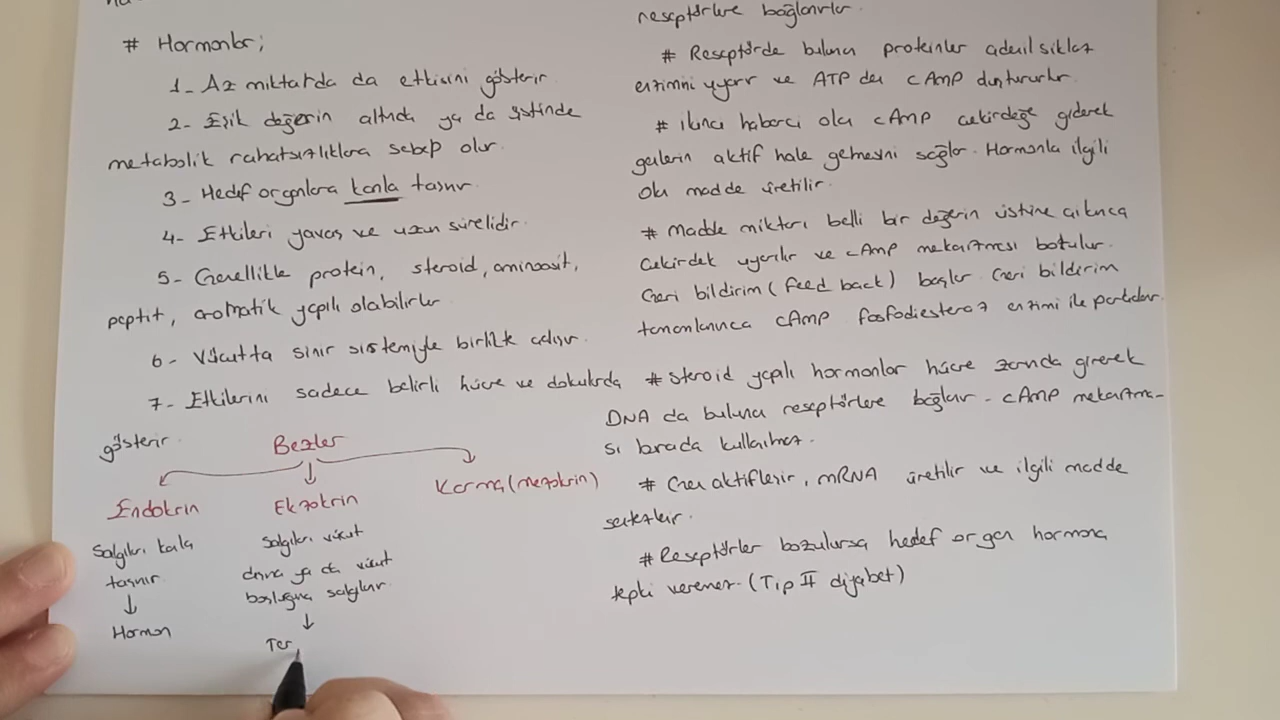 # Hormonlar;
1- Az miktarda da etkisini gösterir.
2- Eşik değerin altında ya da üstünde
metabolik rahatsızlıklara sebep olur.
3- Hedef organlara kanla taşınır.
4- Etkileri yavaş ve uzun sürelidir.
5- Genellikle protein, steroid, aminoasit,
peptit, aromatik yapılı olabilirler.
6- Vücutta sinir sistemiyle birlikte çalışır.
7- Etkilerini sadece belirli hücre ve dokularda
gösterir.
Bezler
Endokrin
Salgıları kanla
taşınır
↓
Hormon
Ekzokrin
Salgıları vücut
dışına ya da vücut
boşluğuna salgılar.
↓
Ter
Karma (mezokrin)
reseptörlere bağlanırlar.
# Reseptörde bulunan proteinler adenil siklaz
enzimini uyarır ve ATP den cAMP oluştururlar.
# ikinci haberci olan cAMP çekirdeğe giderek
genlerin aktif hale gelmesini sağlar. Hormonla ilgili
olan madde üretilir.
# Madde miktarı belli bir değerin üstüne çıkınca
çekirdek uyarılır ve cAMP mekanizması bozulur.
Geri bildirim (feed back) başlar. Geri bildirim
tamamlanınca cAMP fosfodiesteraz enzimi ile parçalanır.
# steroid yapılı hormonlar hücre zarından girerek
DNA da bulunan reseptörlere bağlanır. cAMP mekanizma-
sı burada kullanılmaz.
# Gen aktifleşir, mRNA üretilir ve ilgili madde
sentezlenir.
# Reseptörler bozulursa hedef organ hormona
tepki veremez. (Tip II diyabet)